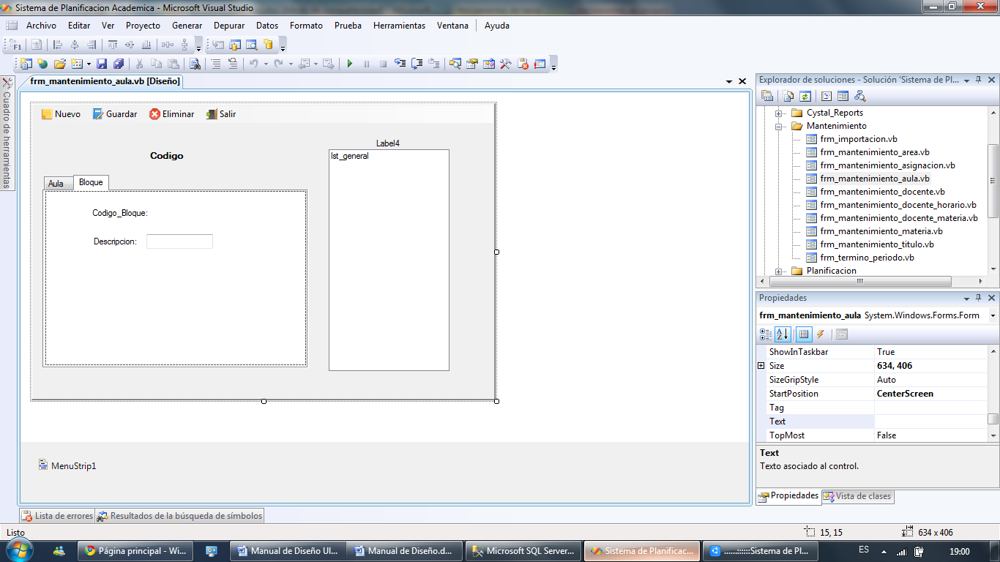 Sistema de Planificacion Academica - Microsoft Visual Studio
Archivo Editar Ver Proyecto Generar Depurar Datos Formato Prueba Herramientas Ventana Ayuda
frm_mantenimiento_aula.vb [Diseño]
Cuadro de herramientas
Nuevo Guardar Eliminar Salir
Label4
Codigo
lst_general
Aula Bloque
Codigo_Bloque:
Descripcion:
MenuStrip1
Explorador de soluciones - Solución 'Sistema de Pl...
Cystal_Reports
Mantenimiento
frm_importacion.vb
frm_mantenimiento_area.vb
frm_mantenimiento_asignacion.vb
frm_mantenimiento_aula.vb
frm_mantenimiento_docente.vb
frm_mantenimiento_docente_horario.vb
frm_mantenimiento_docente_materia.vb
frm_mantenimiento_materia.vb
frm_mantenimiento_titulo.vb
frm_termino_periodo.vb
Planificacion
Propiedades
frm_mantenimiento_aula System.Windows.Forms.Form
ShowInTaskbar True
Size 634, 406
SizeGripStyle Auto
StartPosition CenterScreen
Tag
Text
TopMost False
Text
Texto asociado al control.
Propiedades Vista de clases
Lista de errores Resultados de la búsqueda de símbolos
Listo 15, 15 634 x 406
Página principal - Wi... Manual de Diseño UI... Manual de Diseño.d... Microsoft SQL Server... Sistema de Planificac... ......::::::Sistema de Pl... ES 19:00